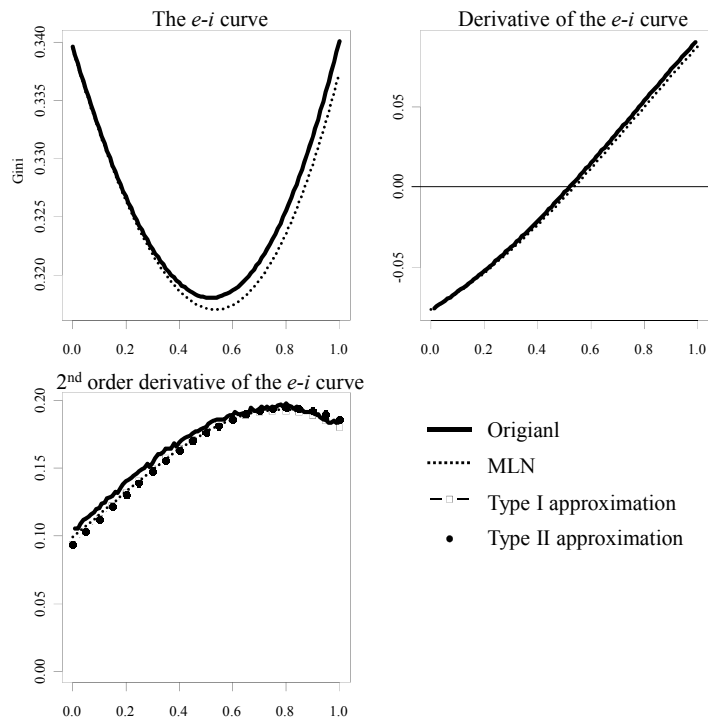 The e-i curve
0.340
0.335
0.330
0.325
0.320
Gini
0.0 0.2 0.4 0.6 0.8 1.0
Derivative of the e-i curve
0.05
0.00
-0.05
0.0 0.2 0.4 0.6 0.8 1.0
2nd order derivative of the e-i curve
0.20
0.15
0.10
0.05
0.00
0.0 0.2 0.4 0.6 0.8 1.0
Origianl
MLN
Type I approximation
Type II approximation